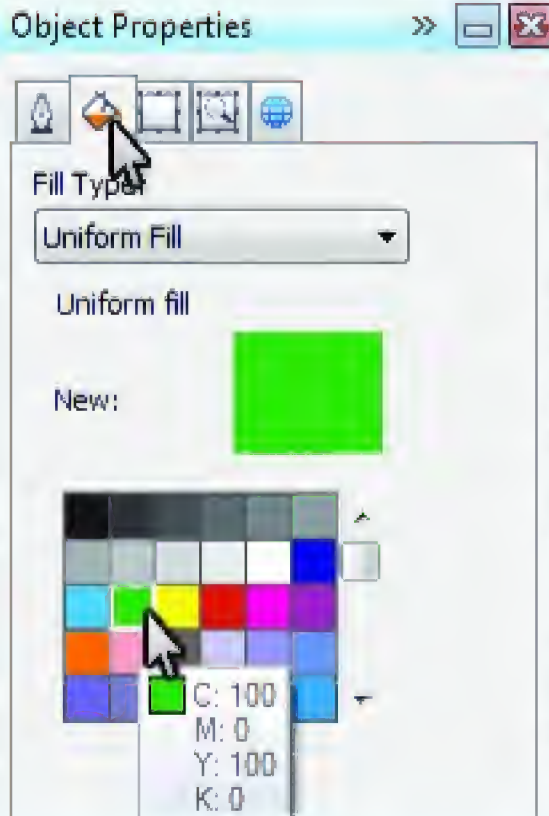 Object Properties
Fill Type:
Uniform Fill
Uniform fill
New:
C: 100
M: 0
Y: 100
K: 0